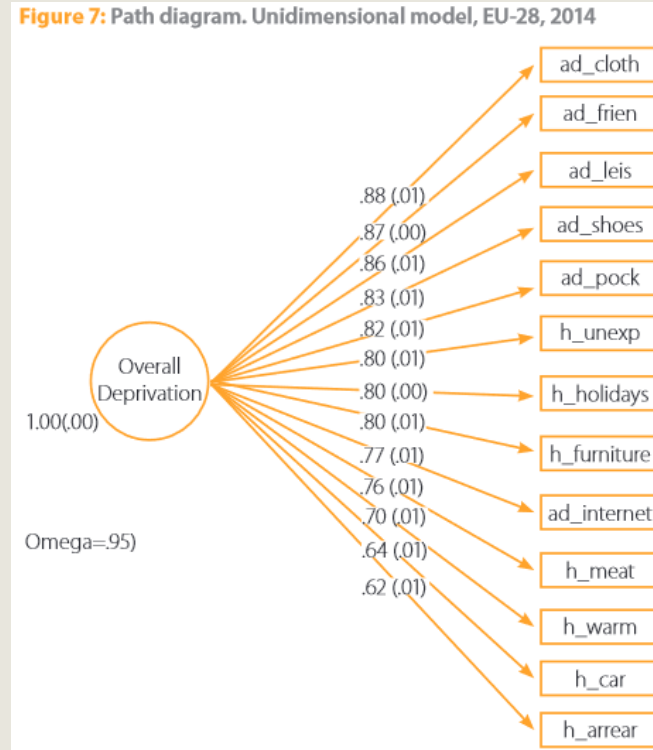 Figure 7: Path diagram. Unidimensional model, EU-28, 2014
ad_cloth
ad_frien
ad_leis
ad_shoes
ad_pock
h_unexp
h_holidays
h_furniture
ad_internet
h_meat
h_warm
h_car
h_arrear
.88 (.01)
.87 (.00)
.86 (.01)
.83 (.01)
.82 (.01)
.80 (.01)
.80 (.00)
.80 (.01)
.77 (.01)
.76 (.01)
.70 (.01)
.64 (.01)
.62 (.01)
Overall
Deprivation
1.00(.00)
Omega=.95)